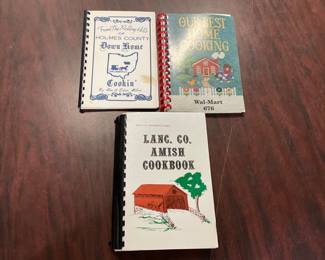 From The Rolling Hills
OF
HOLMES COUNTY
Down Home
Cookin'
OUR BEST
HOME
COOKING
Wal-Mart
676
LANC. CO.
AMISH
COOKBOOK